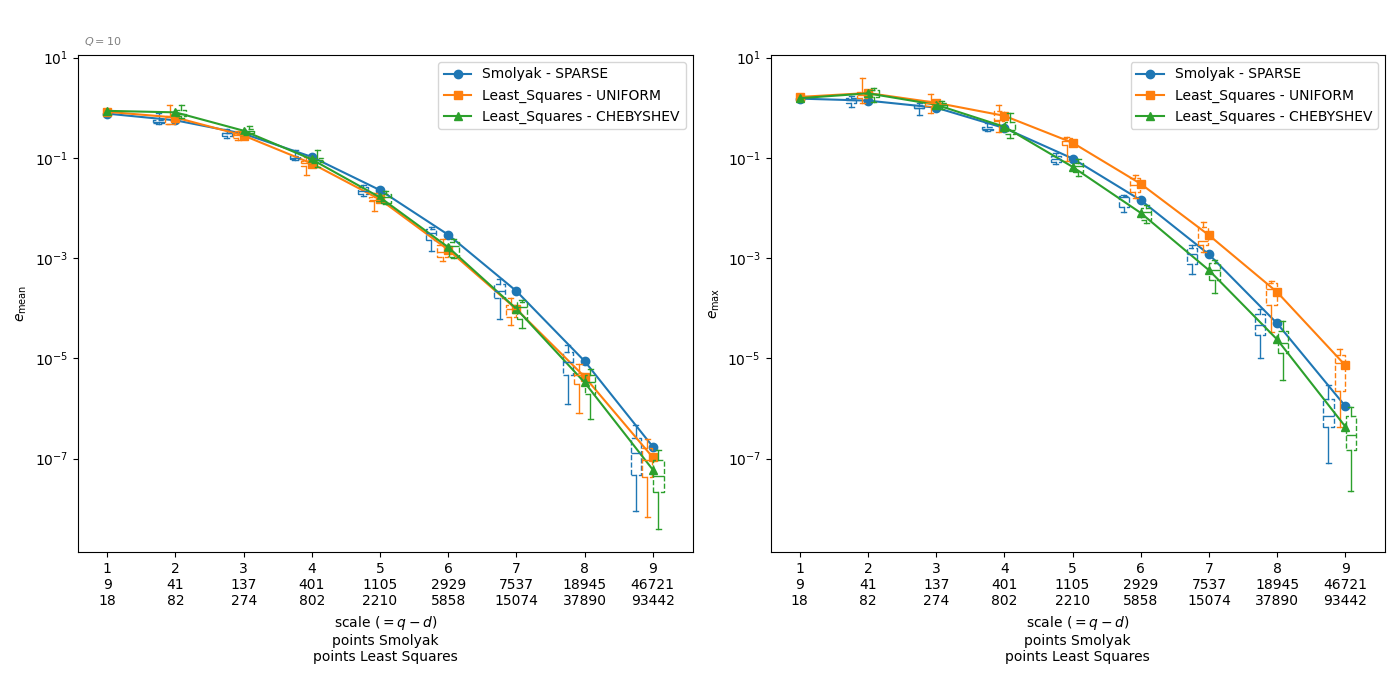 Q = 10
10^1
10^-1
10^-3
10^-5
10^-7
e_mean
Smolyak - SPARSE
Least_Squares - UNIFORM
Least_Squares - CHEBYSHEV
1 2 3 4 5 6 7 8 9
9 41 137 401 1105 2929 7537 18945 46721
18 82 274 802 2210 5858 15074 37890 93442
scale (= q − d)
points Smolyak
points Least Squares
10^1
10^-1
10^-3
10^-5
10^-7
e_max
Smolyak - SPARSE
Least_Squares - UNIFORM
Least_Squares - CHEBYSHEV
1 2 3 4 5 6 7 8 9
9 41 137 401 1105 2929 7537 18945 46721
18 82 274 802 2210 5858 15074 37890 93442
scale (= q − d)
points Smolyak
points Least Squares